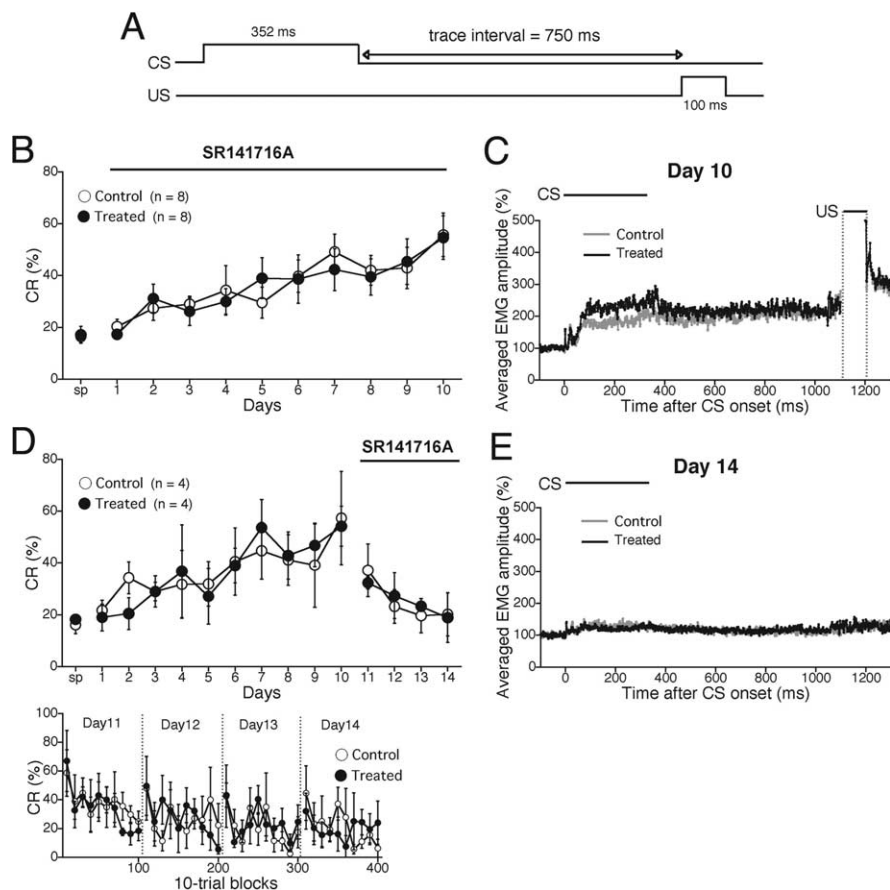 A
352 ms
trace interval = 750 ms
CS
US
100 ms
B
SR141716A
80
60
40
20
0
CR (%)
Control (n = 8)
Treated (n = 8)
sp 1 2 3 4 5 6 7 8 9 10
Days
C
Day 10
CS
US
Control
Treated
500
400
300
200
100
0
Averaged EMG amplitude (%)
0 200 400 600 800 1000 1200
Time after CS onset (ms)
D
SR141716A
80
60
40
20
0
CR (%)
Control (n = 4)
Treated (n = 4)
sp 1 2 3 4 5 6 7 8 9 10 11 12 13 14
Days
E
Day 14
CS
Control
Treated
500
400
300
200
100
0
Averaged EMG amplitude (%)
0 200 400 600 800 1000 1200
Time after CS onset (ms)
100
80
60
40
20
0
CR (%)
Day11 Day12 Day13 Day14
Control
Treated
100 200 300 400
10-trial blocks